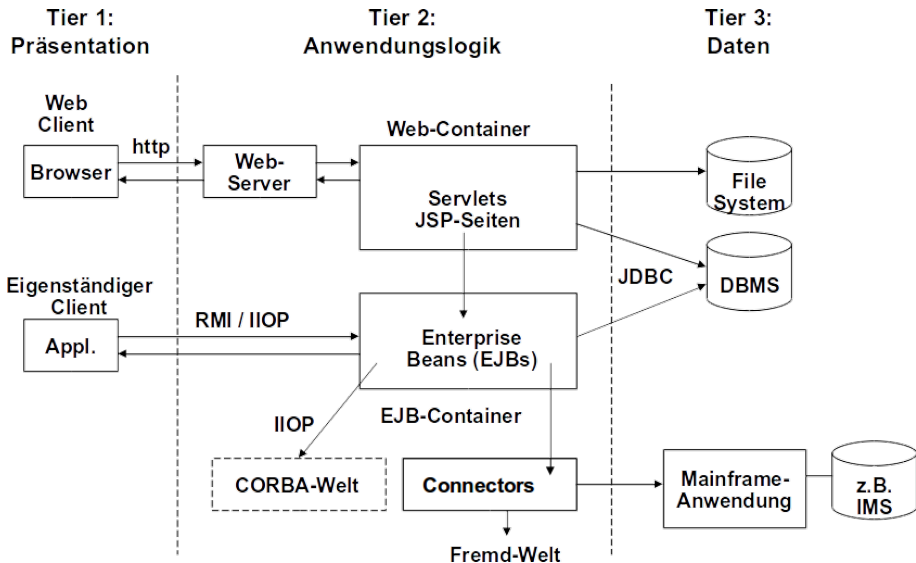 Tier 1:
Präsentation
Tier 2:
Anwendungslogik
Tier 3:
Daten
Web
Client
Browser
http
Web-
Server
Web-Container
Servlets
JSP-Seiten
File
System
JDBC
DBMS
Eigenständiger
Client
Appl.
RMI / IIOP
Enterprise
Beans (EJBs)
EJB-Container
IIOP
CORBA-Welt
Connectors
Fremd-Welt
Mainframe-
Anwendung
z.B.
IMS